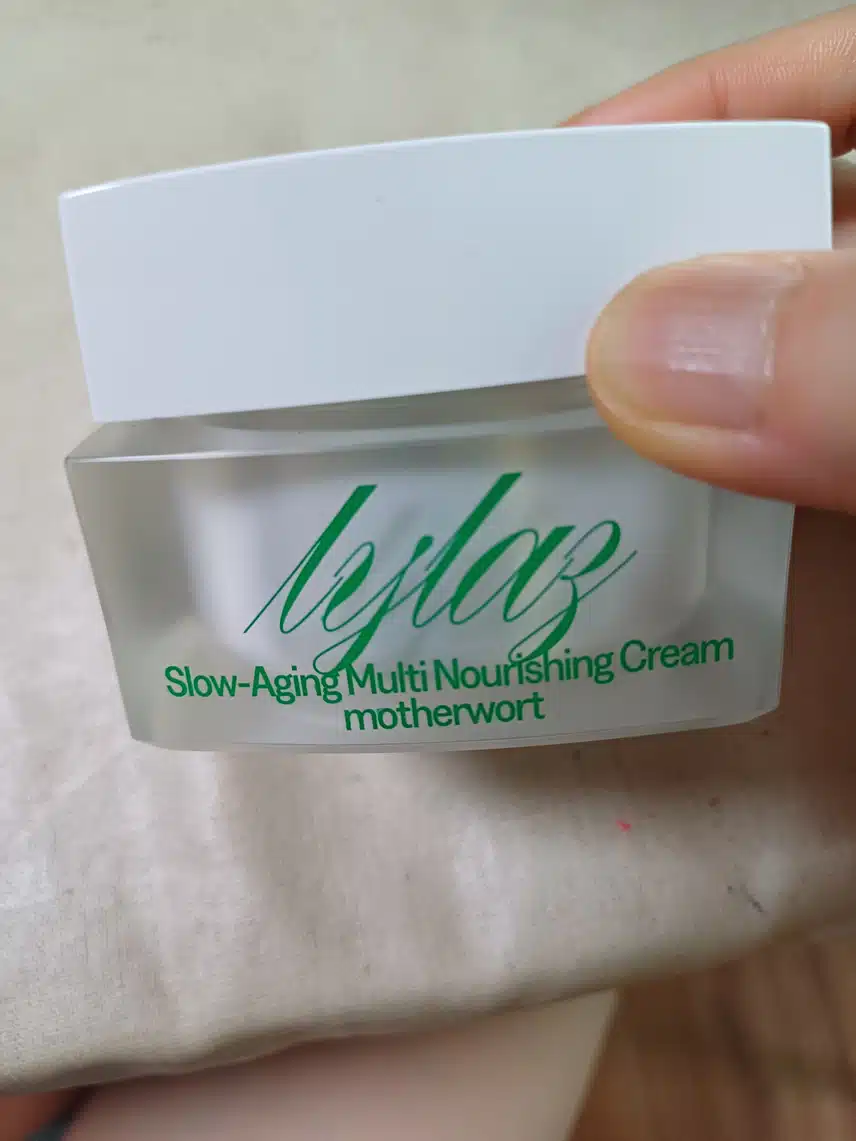 lylaz
Slow-Aging Multi Nourishing Cream
motherwort